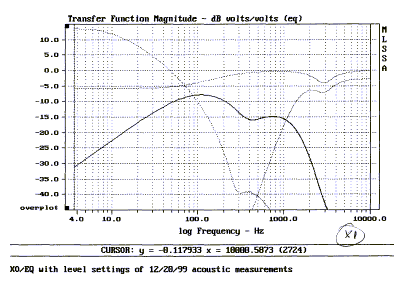 Transfer Function Magnitude - dB volts/volts (eq)
MLSSA
10.0
5.0
0.0
-5.0
-10.0
-15.0
-20.0
-25.0
-30.0
-35.0
-40.0
overplot
4.0 10.0 100.0 1000.0 10000.0
log Frequency - Hz
X1
CURSOR: y = -0.117933 x = 10000.5873 (2724)
XO/EQ with level settings of 12/20/99 acoustic measurements